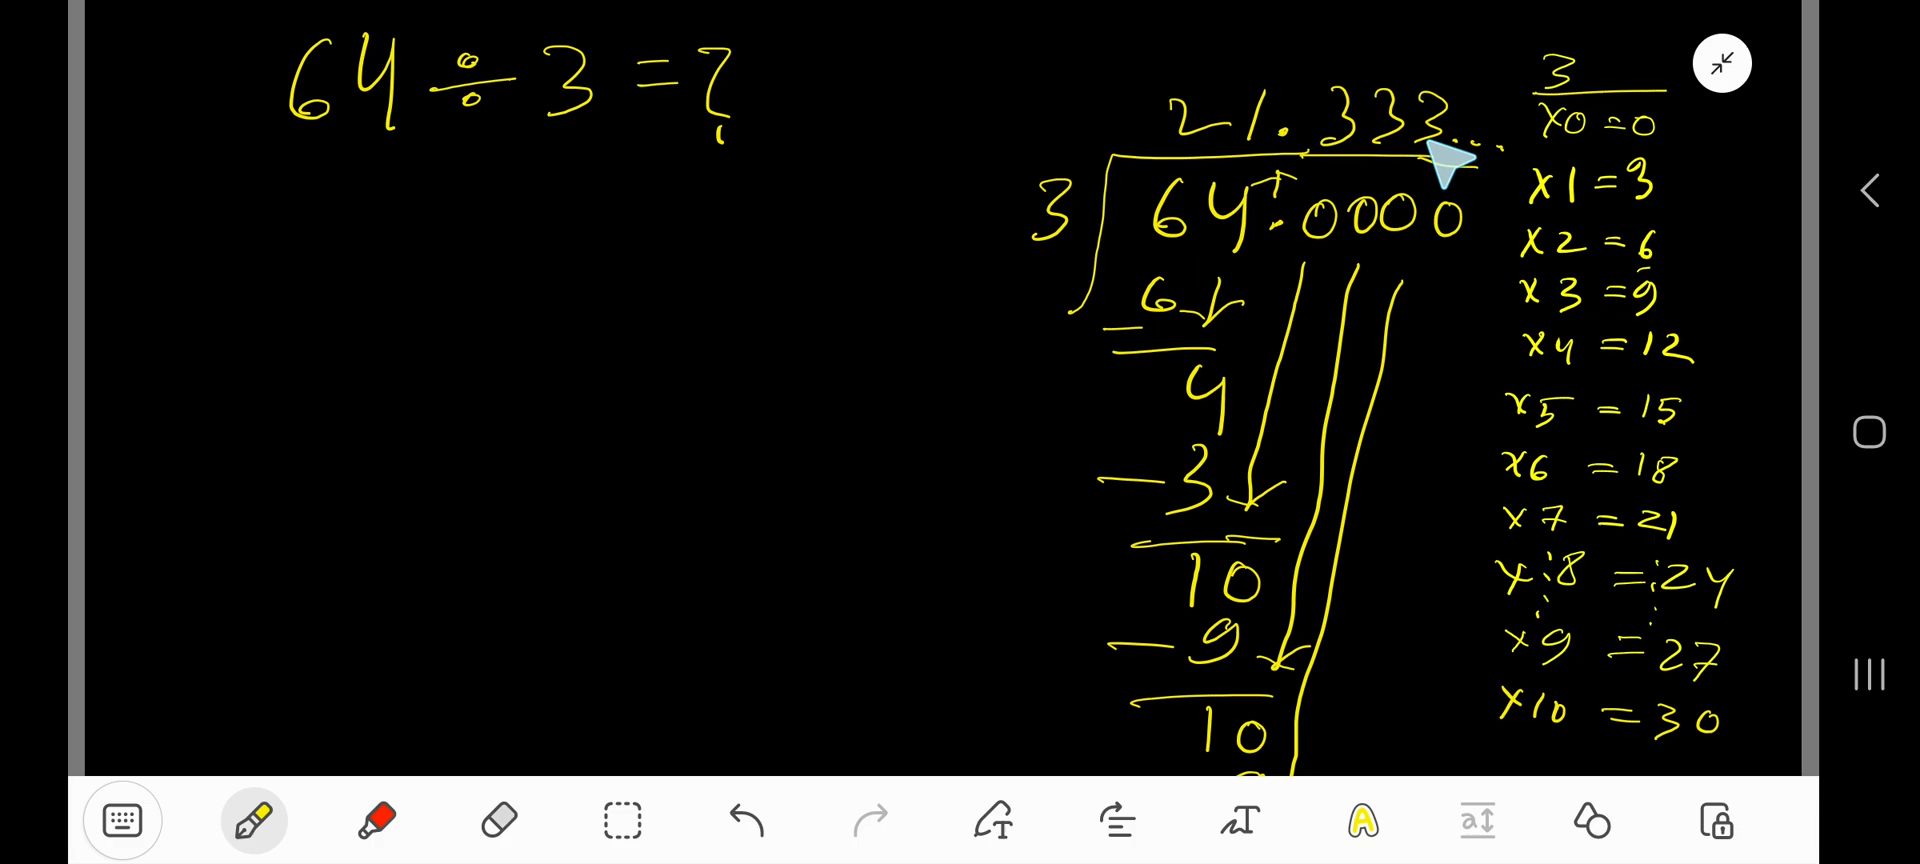 64 ÷ 3 = ?
21.333...
3 64.0000
6
4
- 3
10
- 9
10
3
x0 = 0
x1 = 3
x2 = 6
x3 = 9
x4 = 12
x5 = 15
x6 = 18
x7 = 21
x8 = 24
x9 = 27
x10 = 30
T
T
A
a